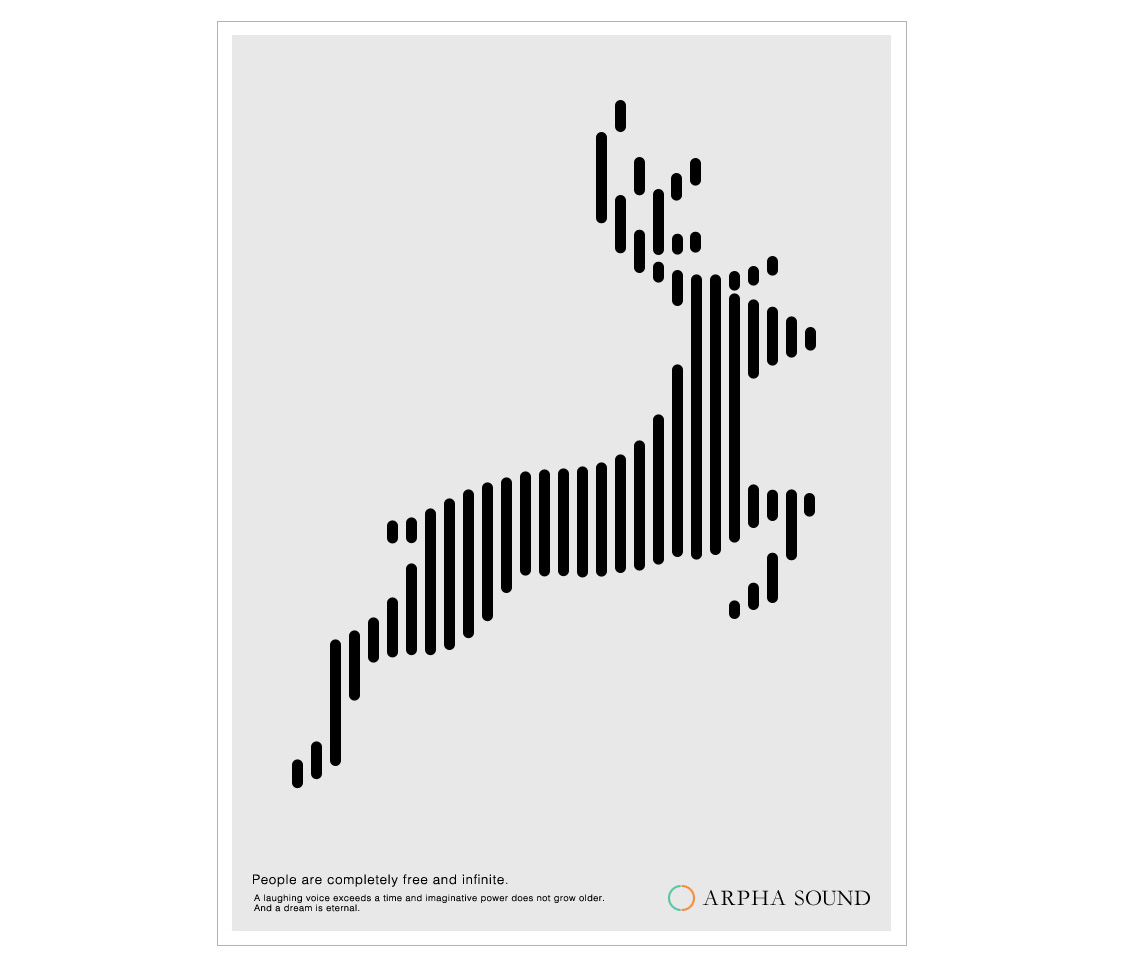 People are completely free and infinite.
A laughing voice exceeds a time and imaginative power does not grow older.
And a dream is eternal.
ARPHA SOUND